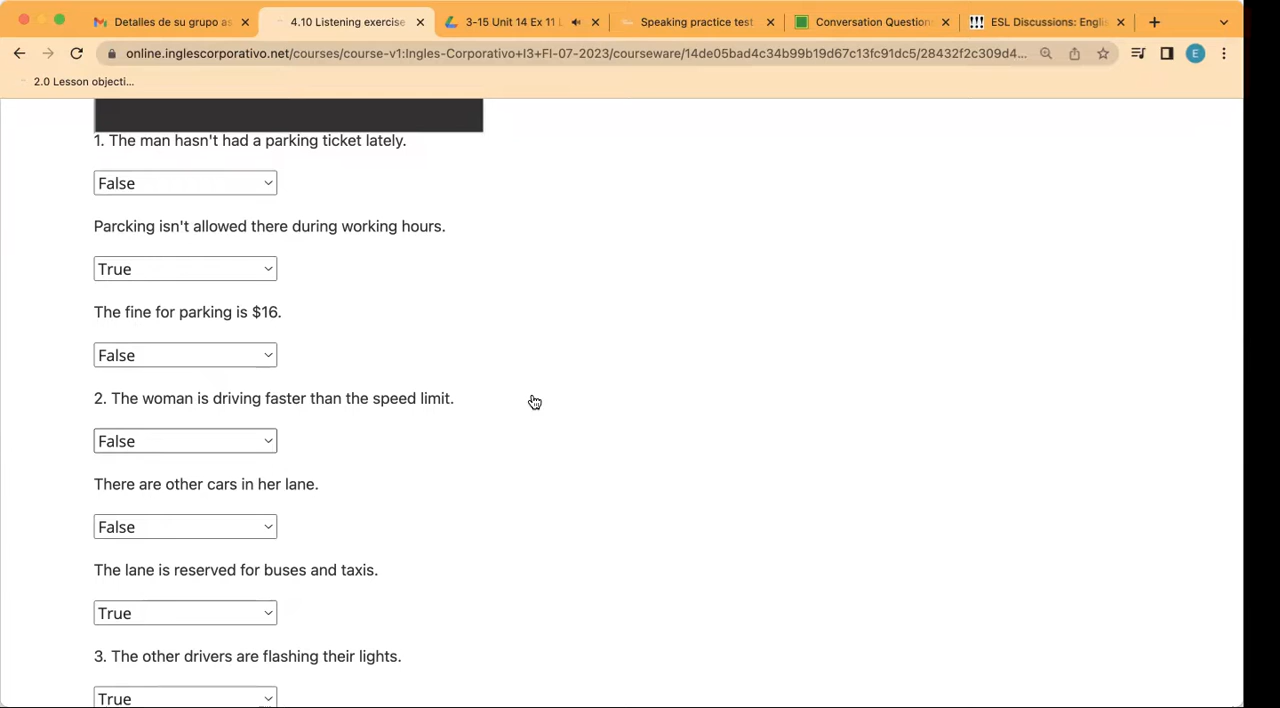 Detalles de su grupo as
4.10 Listening exercise
3-15 Unit 14 Ex 11
Speaking practice test
Conversation Question
ESL Discussions: Englis
online.inglescorporativo.net/courses/course-v1:Ingles-Corporativo+I3+FI-07-2023/courseware/14de05bad4c34b99b19d67c13fc91dc5/28432f2c309d4...
E
2.0 Lesson objecti...
1. The man hasn't had a parking ticket lately.
False
Parcking isn't allowed there during working hours.
True
The fine for parking is $16.
False
2. The woman is driving faster than the speed limit.
False
There are other cars in her lane.
False
The lane is reserved for buses and taxis.
True
3. The other drivers are flashing their lights.
True